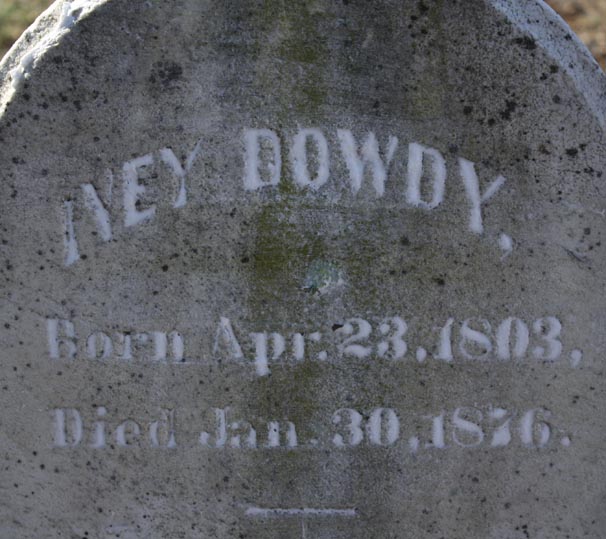 IVEY DOWDY,
Born Apr. 23, 1803,
Died Jan. 30, 1876.